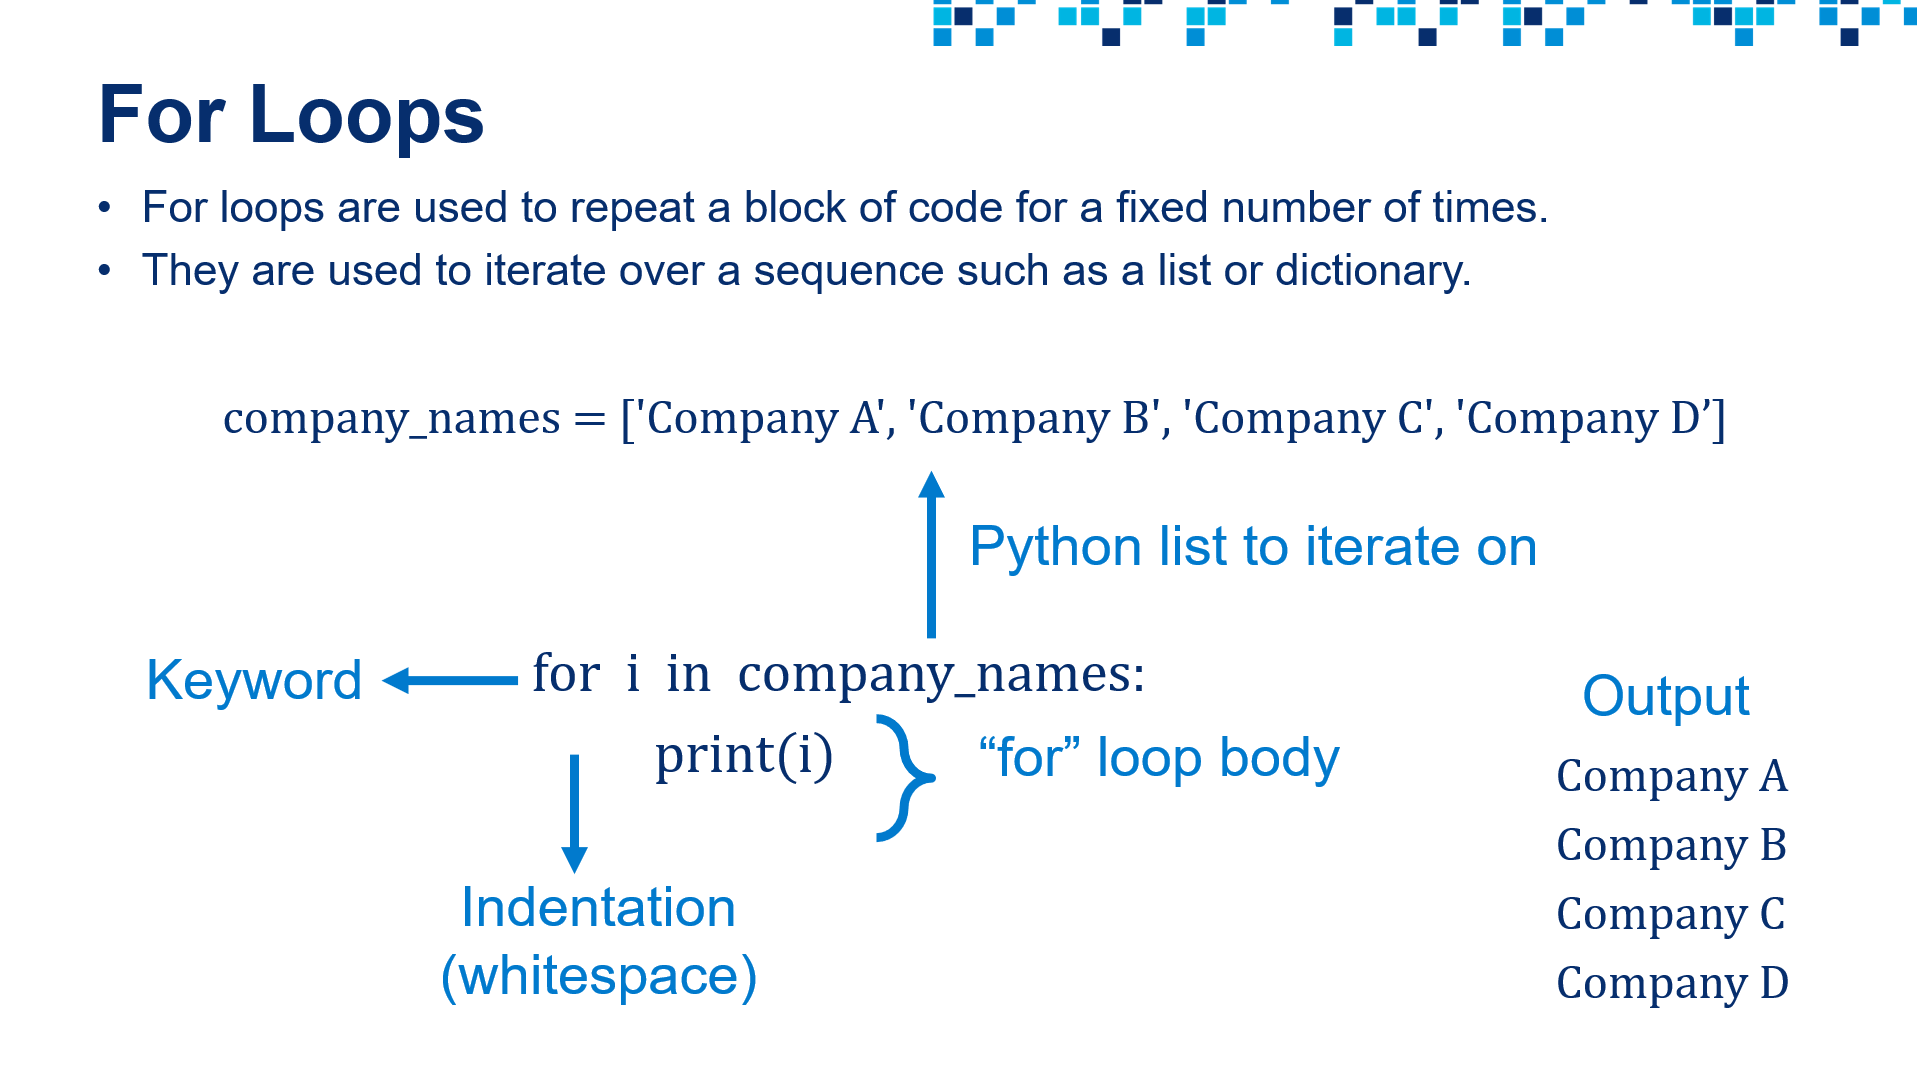 For Loops
• For loops are used to repeat a block of code for a fixed number of times.
• They are used to iterate over a sequence such as a list or dictionary.
company_names = ['Company A', 'Company B', 'Company C', 'Company D’]
Python list to iterate on
Keyword
for i in company_names:
print(i)
“for” loop body
Indentation
(whitespace)
Output
Company A
Company B
Company C
Company D